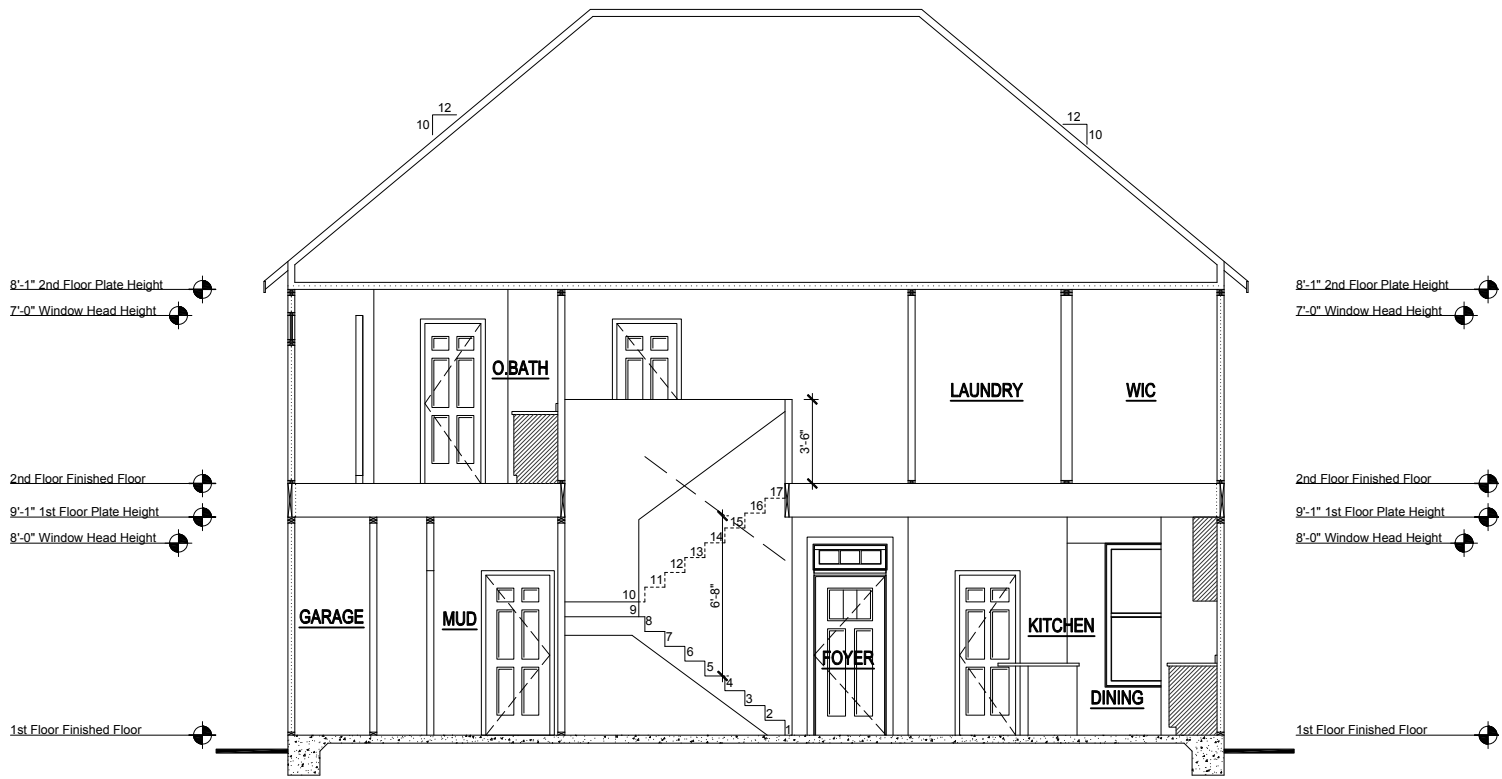 12
10
12
10
8'-1" 2nd Floor Plate Height
8'-1" 2nd Floor Plate Height
7'-0" Window Head Height
7'-0" Window Head Height
O.BATH
LAUNDRY
WIC
3'-6"
2nd Floor Finished Floor
2nd Floor Finished Floor
9'-1" 1st Floor Plate Height
9'-1" 1st Floor Plate Height
8'-0" Window Head Height
8'-0" Window Head Height
17
16
15
14
13
12
11
10
9
8
7
6
5
4
3
2
1
6'-8"
GARAGE
MUD
FOYER
KITCHEN
DINING
1st Floor Finished Floor
1st Floor Finished Floor